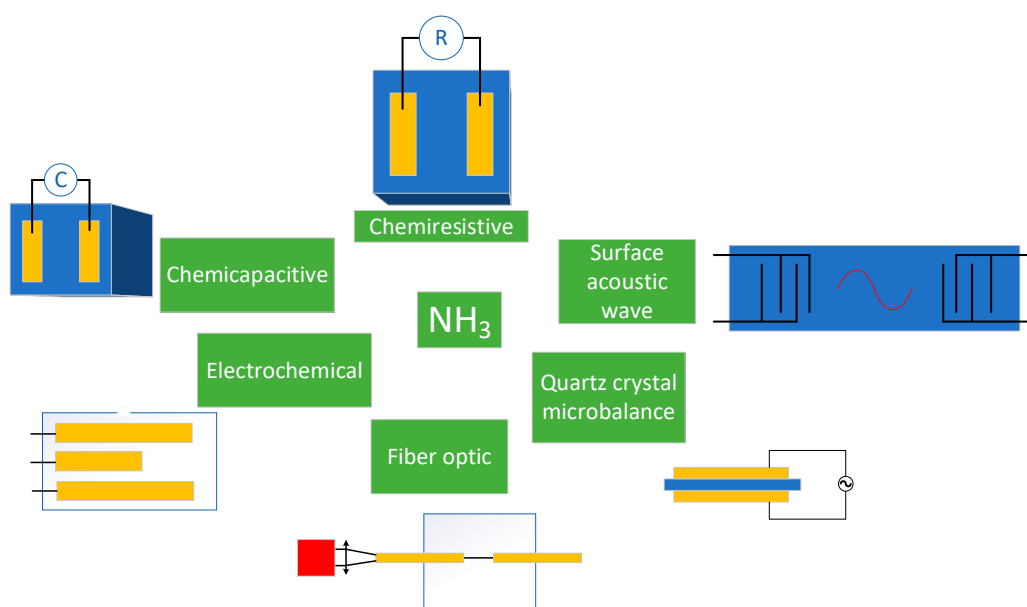 R
C
Chemiresistive
Chemicapacitive
Surface
acoustic
wave
NH₃
Electrochemical
Quartz crystal
microbalance
Fiber optic